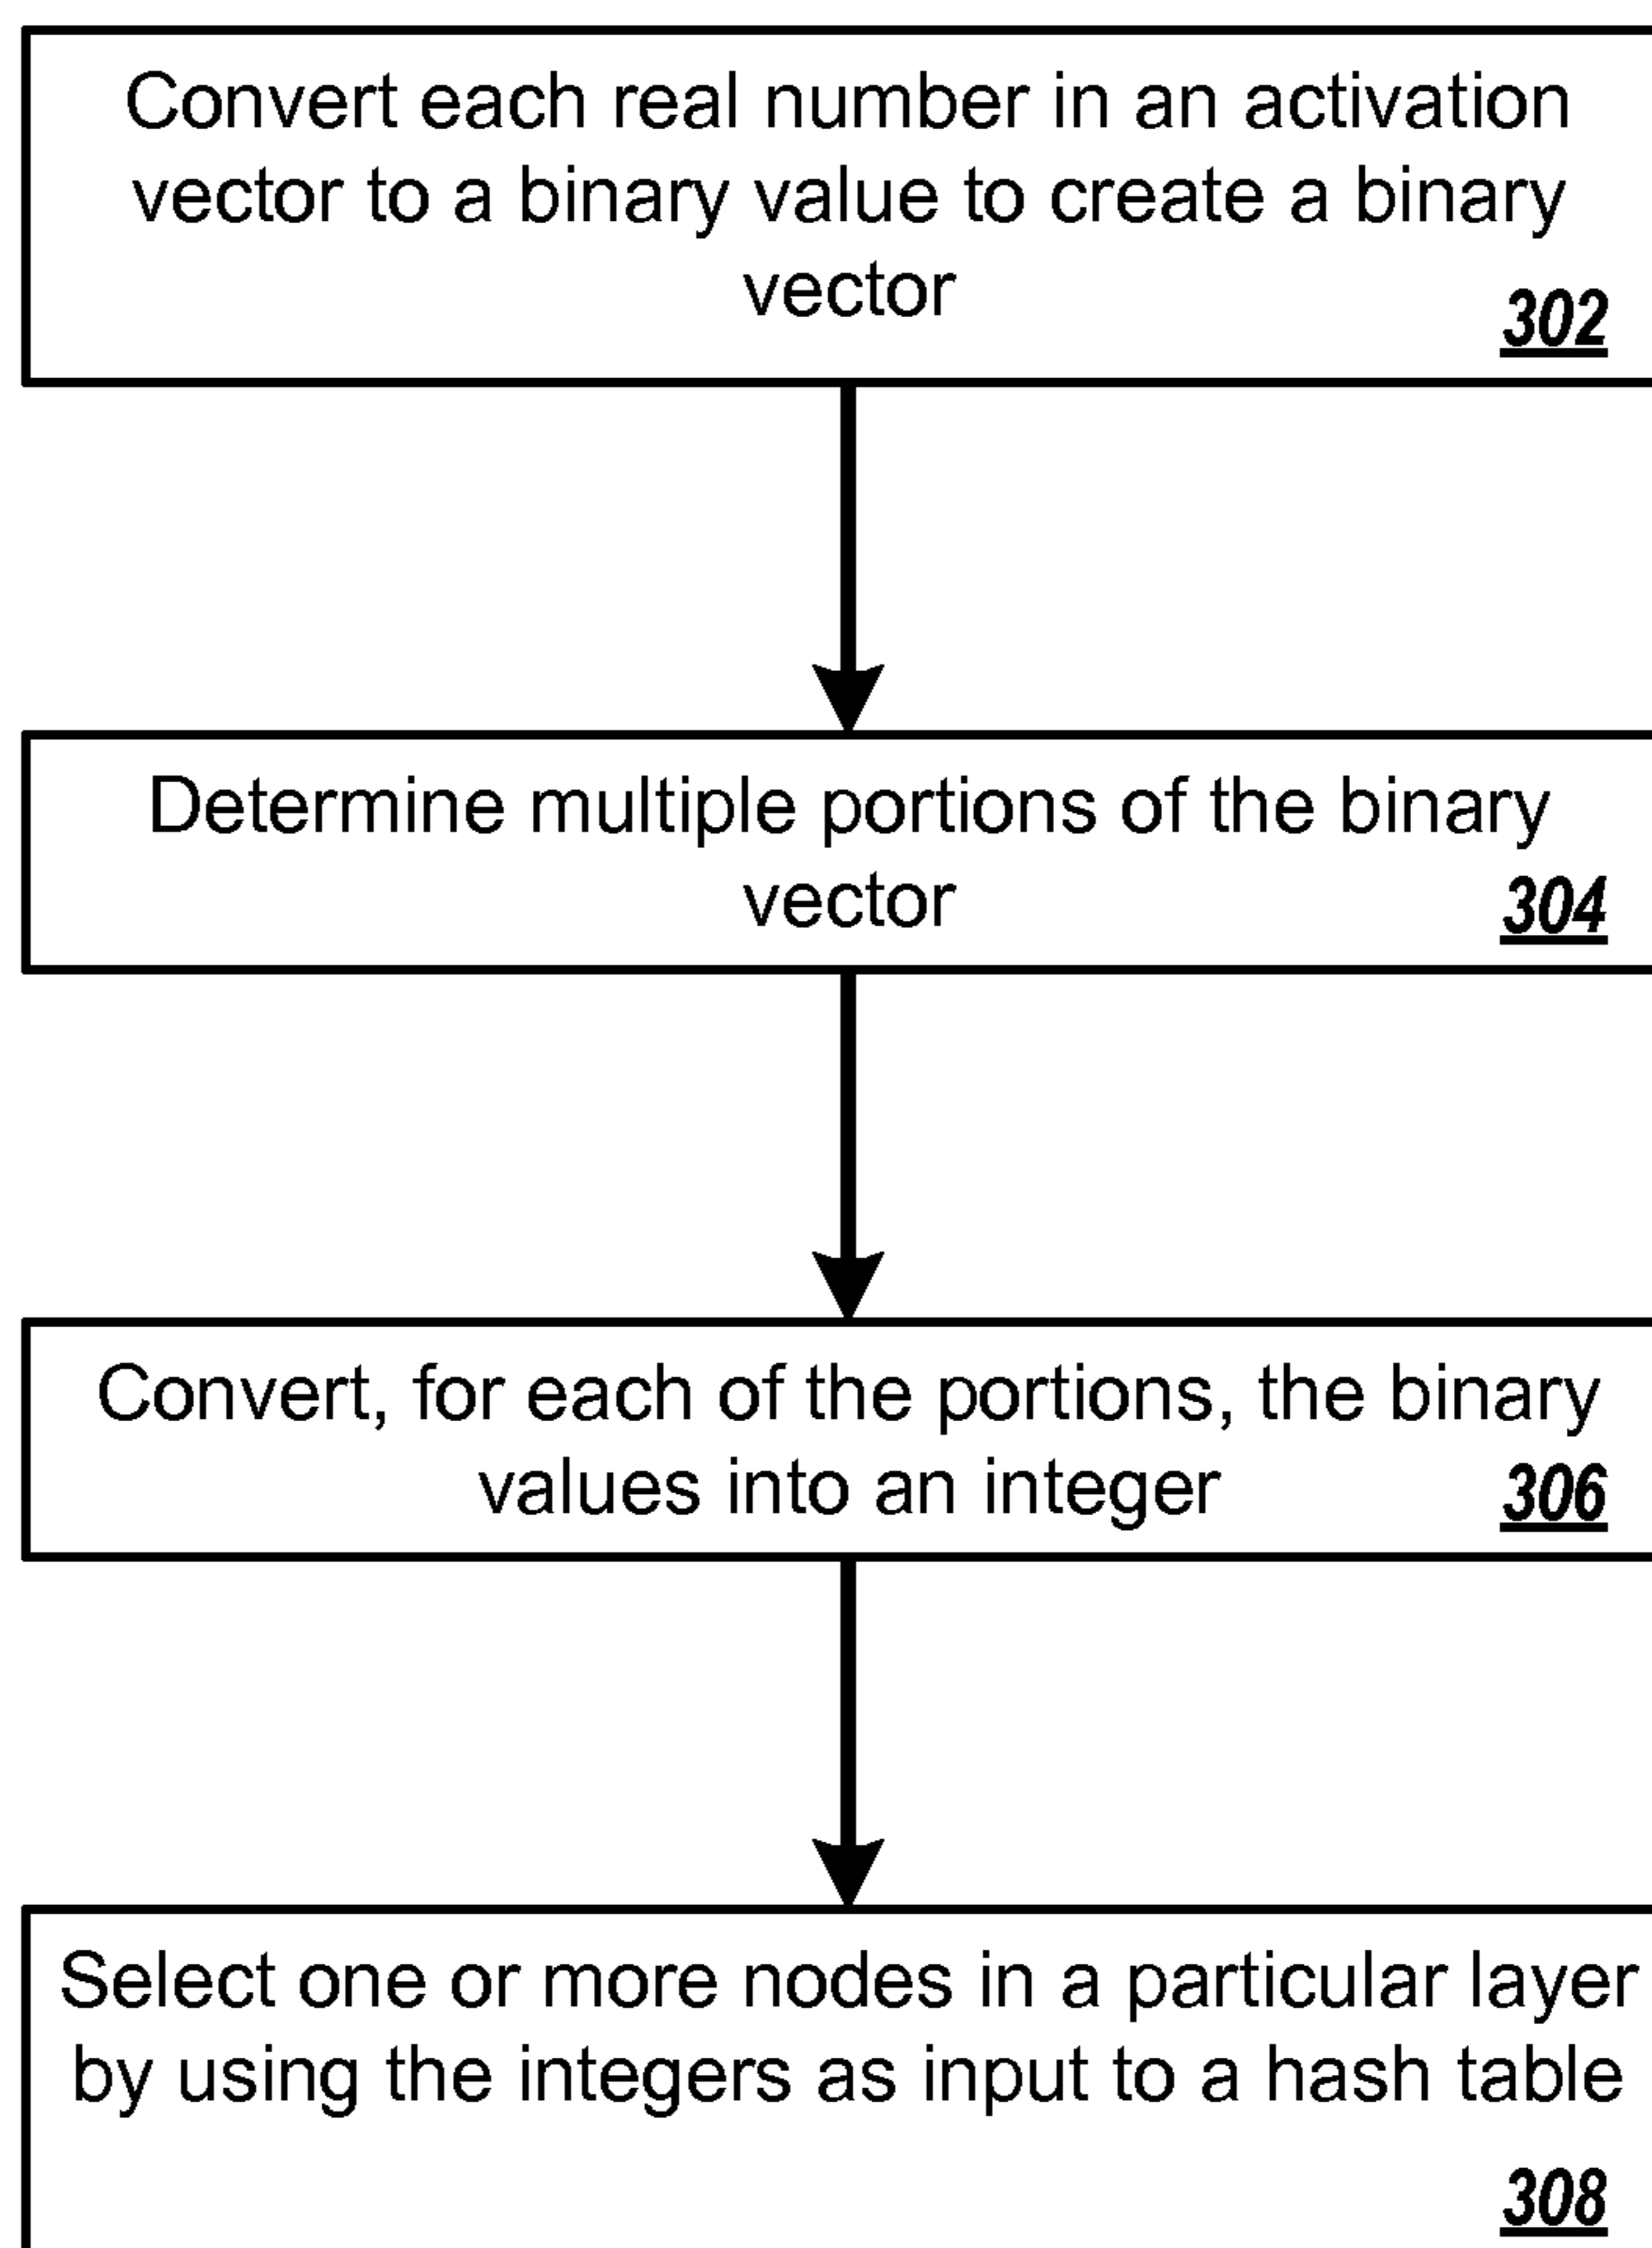 Convert each real number in an activation
vector to a binary value to create a binary
vector
302
Determine multiple portions of the binary
vector
304
Convert, for each of the portions, the binary
values into an integer
306
Select one or more nodes in a particular layer
by using the integers as input to a hash table
308